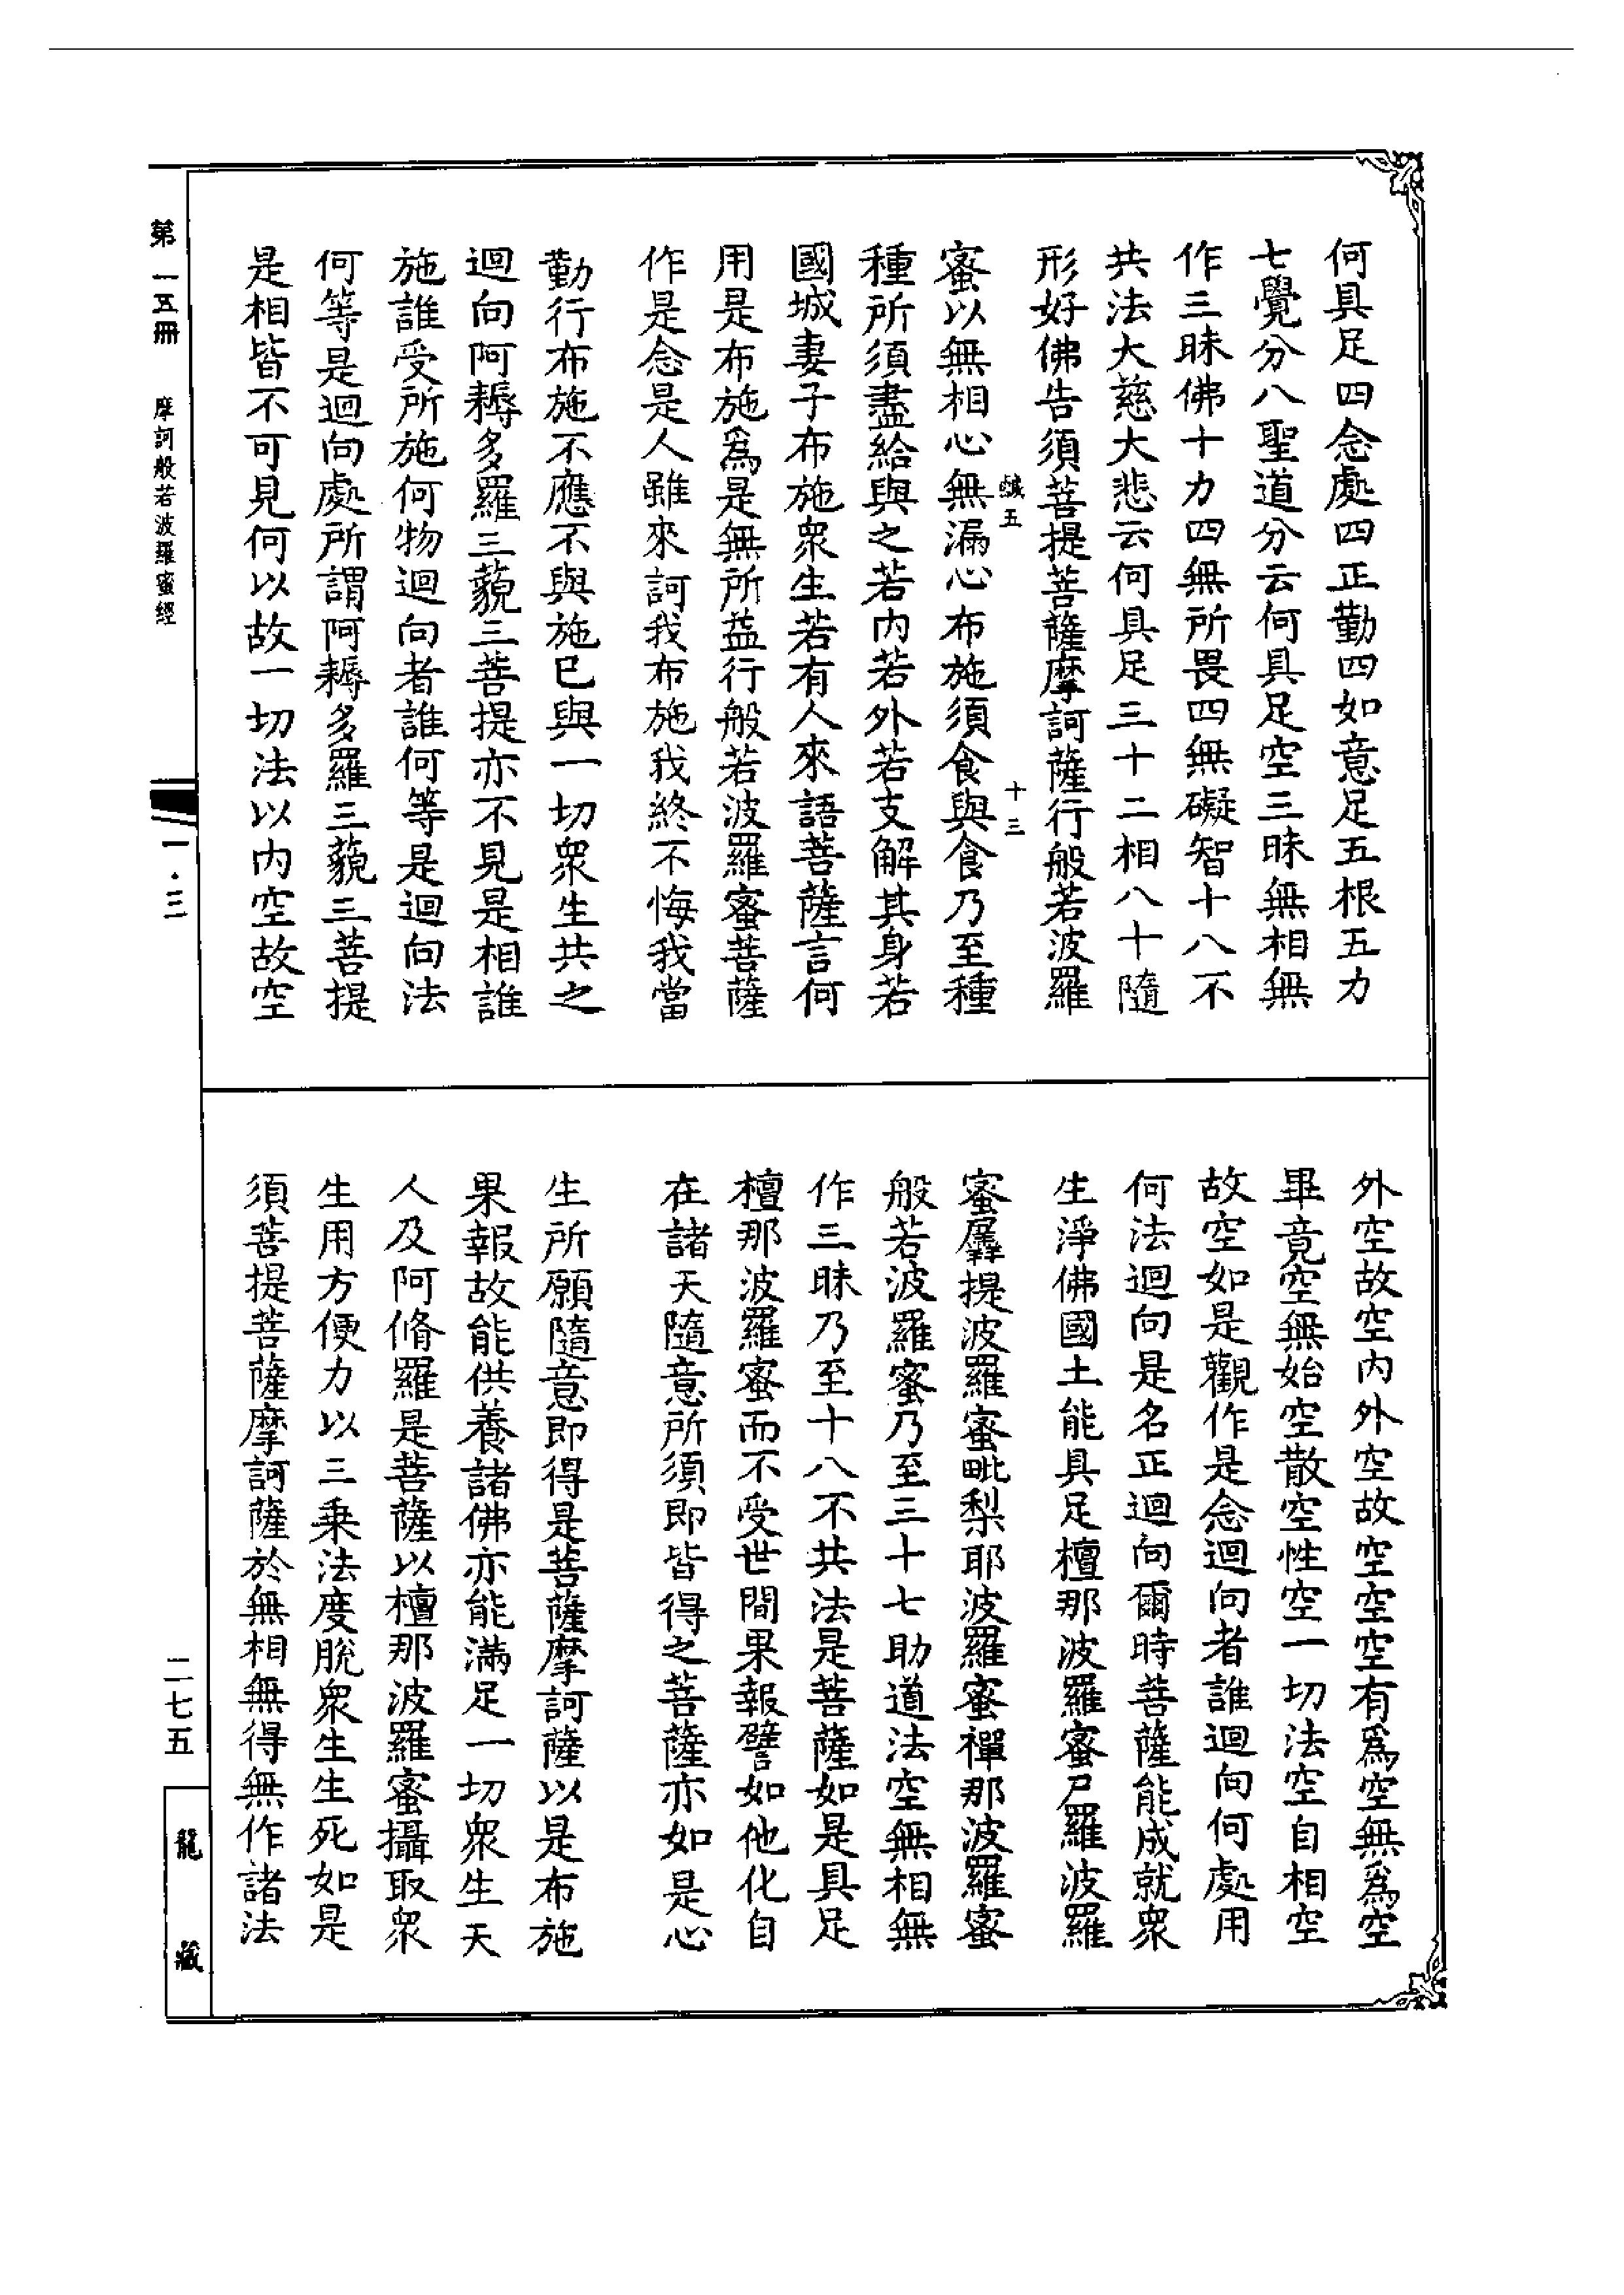 何具足四念處四正勤四如意足五根五力
七覺分八聖道分云何具足空三昧無相無
作三昧佛十力四無所畏四無礙智十八不
共法大慈大悲云何具足三十二相八十隨
形好佛告須菩提菩薩摩訶薩行般若波羅
五 十三
蜜以無相心無漏心布施須食與食乃至種
種所須盡給與之若內若外若支解其身若
國城妻子布施衆生若有人來語菩薩言何
用是布施爲是無所益行般若波羅蜜菩薩
作是念是人雖來訶我布施我終不悔我當
勤行布施不應不與施已與一切衆生共之
迴向阿耨多羅三藐三菩提亦不見是相誰
施誰受所施何物迴向者誰何等是迴向法
何等是迴向處所謂阿耨多羅三藐三菩提
是相皆不可見何以故一切法以內空故空
外空故空內外空故空空空有爲空無爲空
畢竟空無始空散空性空一切法空自相空
故空如是觀作是念迴向者誰迴向何處用
何法迴向是名正迴向爾時菩薩能成就衆
生淨佛國土能具足檀那波羅蜜尸羅波羅
蜜羼提波羅蜜毗梨耶波羅蜜禪那波羅蜜
般若波羅蜜乃至三十七助道法空無相無
作三昧乃至十八不共法是菩薩如是具足
檀那波羅蜜而不受世間果報譬如他化自
在諸天隨意所須即皆得之菩薩亦如是心
生所願隨意即得是菩薩摩訶薩以是布施
果報故能供養諸佛亦能滿足一切衆生天
人及阿脩羅是菩薩以檀那波羅蜜攝取衆
生用方便力以三乘法度脫衆生生死如是
須菩提菩薩摩訶薩於無相無得無作諸法
第一五冊 摩訶般若波羅蜜經 一·三 二七五 龍藏